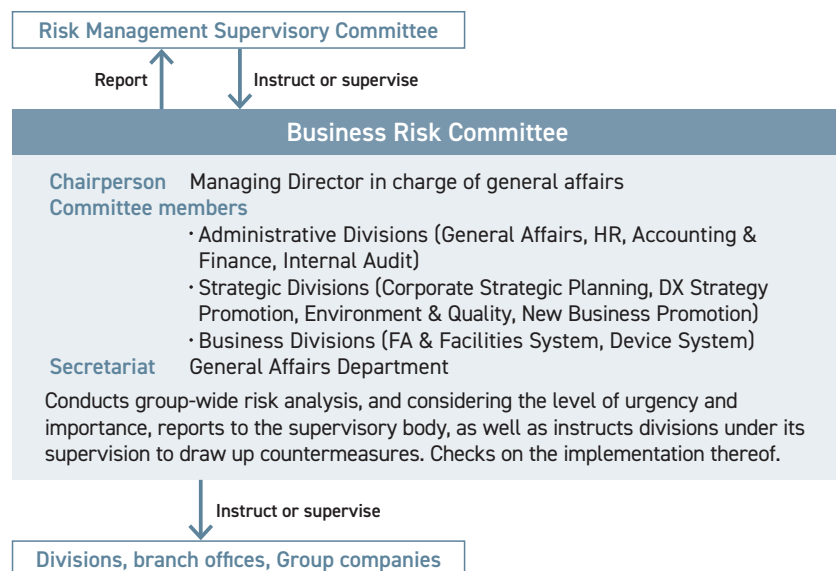 Risk Management Supervisory Committee
Report
Instruct or supervise
Business Risk Committee
Chairperson Managing Director in charge of general affairs
Committee members
・Administrative Divisions (General Affairs, HR, Accounting &
Finance, Internal Audit)
・Strategic Divisions (Corporate Strategic Planning, DX Strategy
Promotion, Environment & Quality, New Business Promotion)
・Business Divisions (FA & Facilities System, Device System)
Secretariat General Affairs Department
Conducts group-wide risk analysis, and considering the level of urgency and
importance, reports to the supervisory body, as well as instructs divisions under its
supervision to draw up countermeasures. Checks on the implementation thereof.
Instruct or supervise
Divisions, branch offices, Group companies